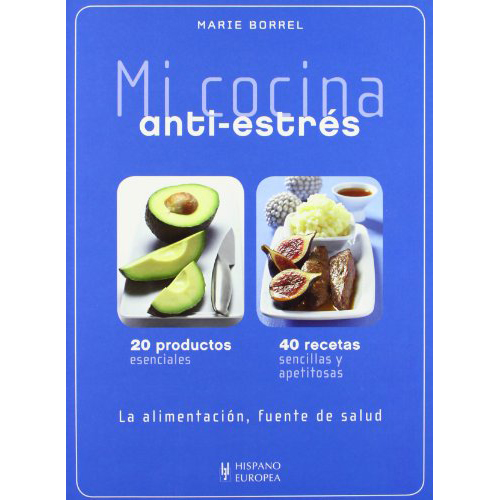 MARIE BORREL
Mi cocina
anti-estrés
20 productos
esenciales
40 recetas
sencillas y
apetitosas
La alimentación, fuente de salud
HISPANO
EUROPEA